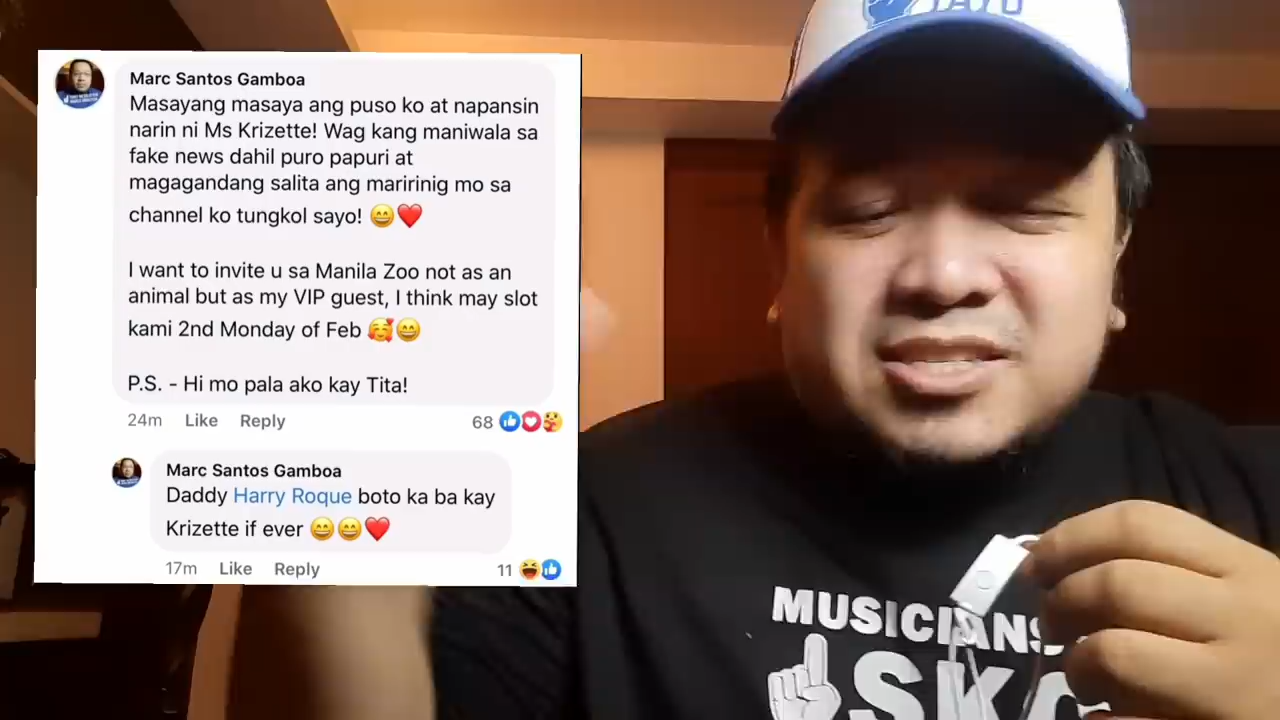 Marc Santos Gamboa
Masayang masaya ang puso ko at napansin
narin ni Ms Krizette! Wag kang maniwala sa
fake news dahil puro papuri at
magagandang salita ang maririnig mo sa
channel ko tungkol sayo! 😄❤️
I want to invite u sa Manila Zoo not as an
animal but as my VIP guest, I think may slot
kami 2nd Monday of Feb 🥰😄
P.S. - Hi mo pala ako kay Tita!
24m Like Reply 68
Marc Santos Gamboa
Daddy Harry Roque boto ka ba kay
Krizette if ever 😄😄❤️
17m Like Reply 11
MUSICIANS